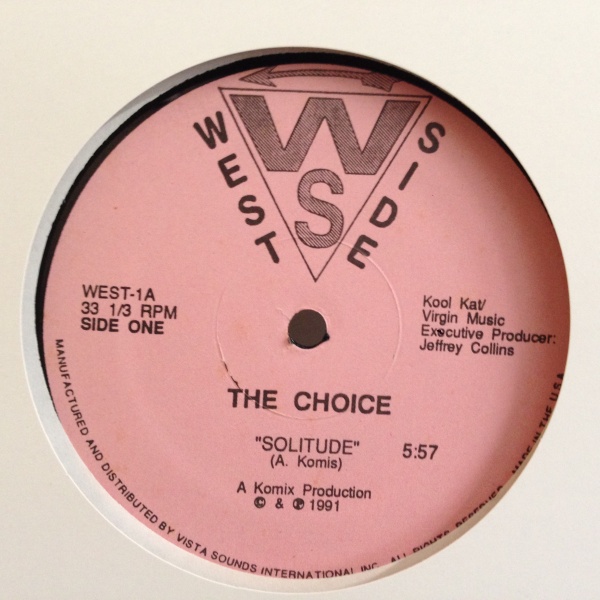 WEST SIDE
WS
WEST-1A
33 1/3 RPM
SIDE ONE
Kool Kat/
Virgin Music
Executive Producer:
Jeffrey Collins
THE CHOICE
"SOLITUDE" 5:57
(A. Komis)
A Komix Production
© & ℗ 1991
MANUFACTURED AND DISTRIBUTED BY VISTA SOUNDS INTERNATIONAL INC. ALL RIGHTS RESERVED. MADE IN THE U.S.A.